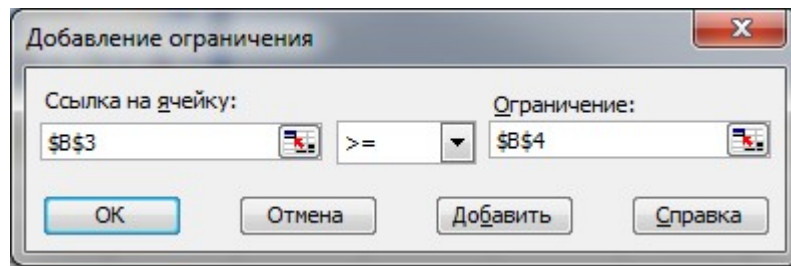 Добавление ограничения
Ссылка на ячейку: Ограничение:
$B$3 >= $B$4
ОК Отмена Добавить Справка